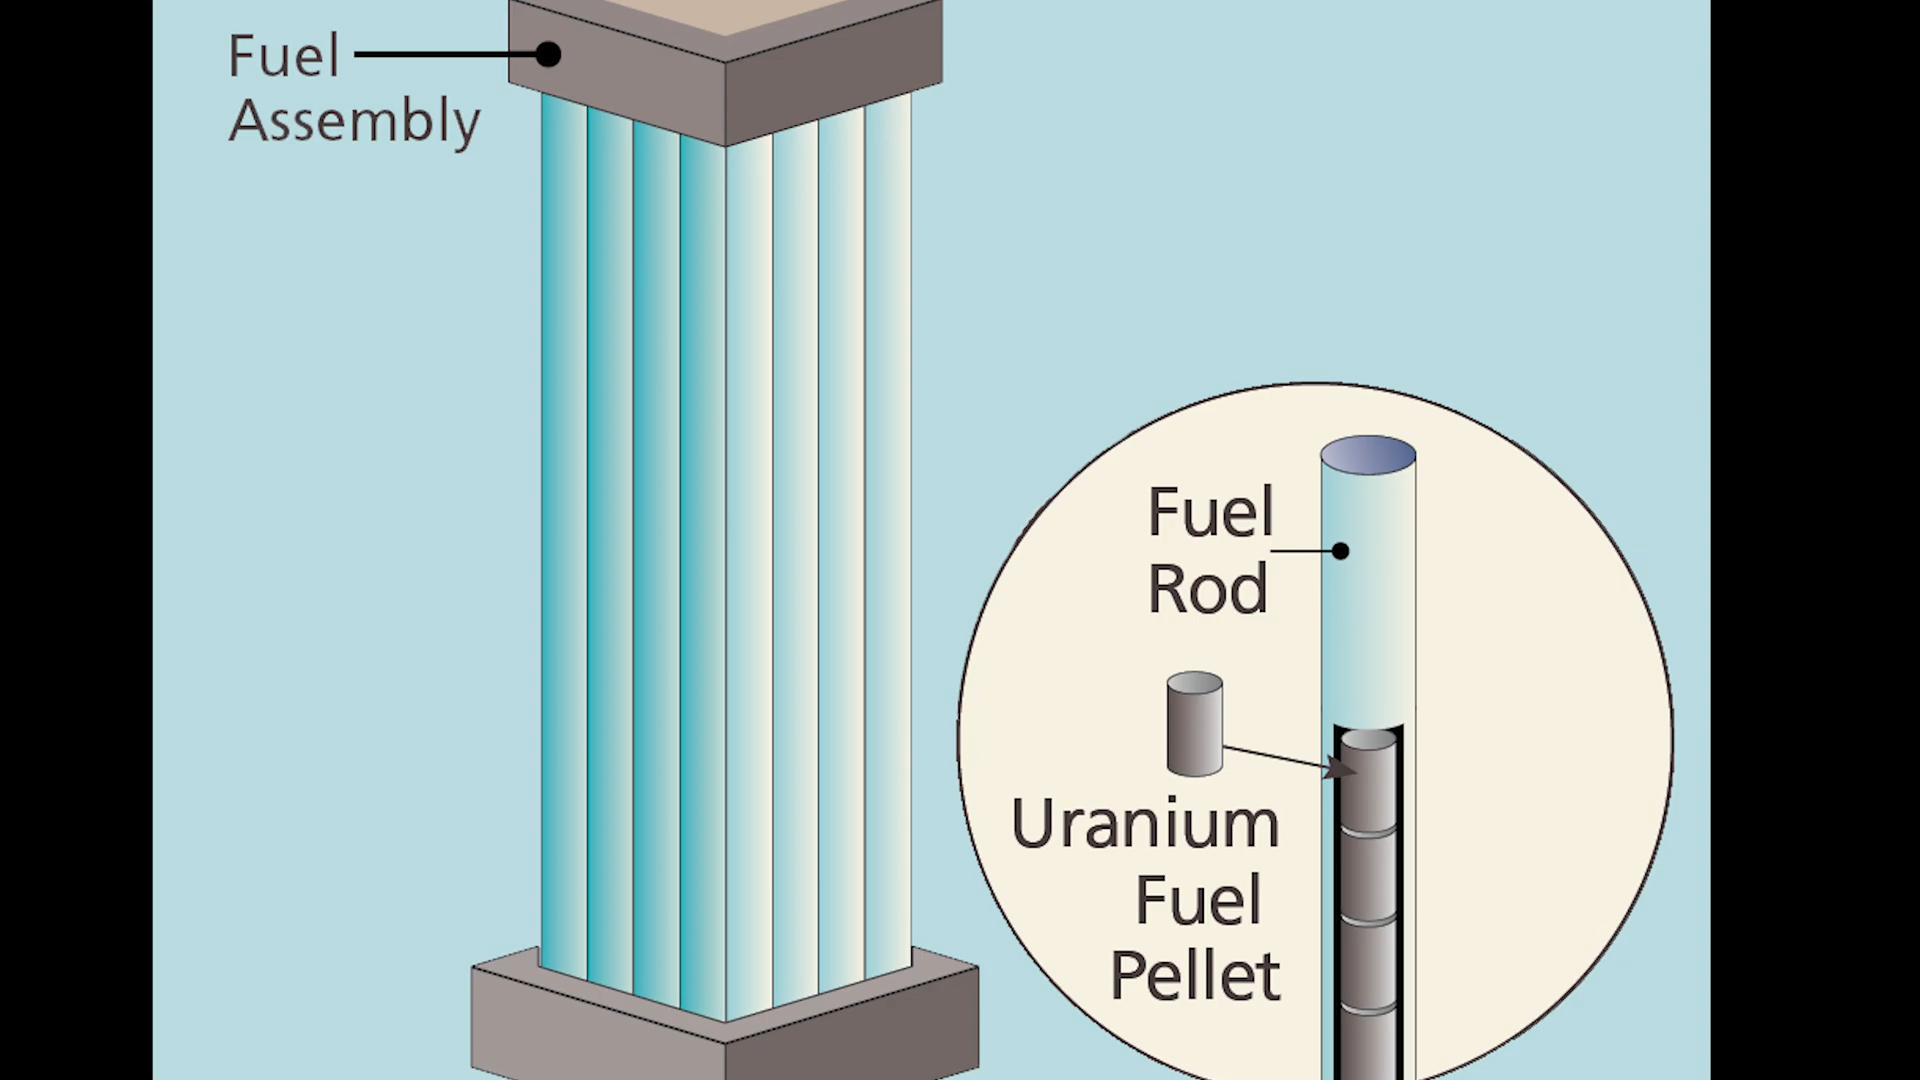 Fuel
Assembly
Fuel
Rod
Uranium
Fuel
Pellet